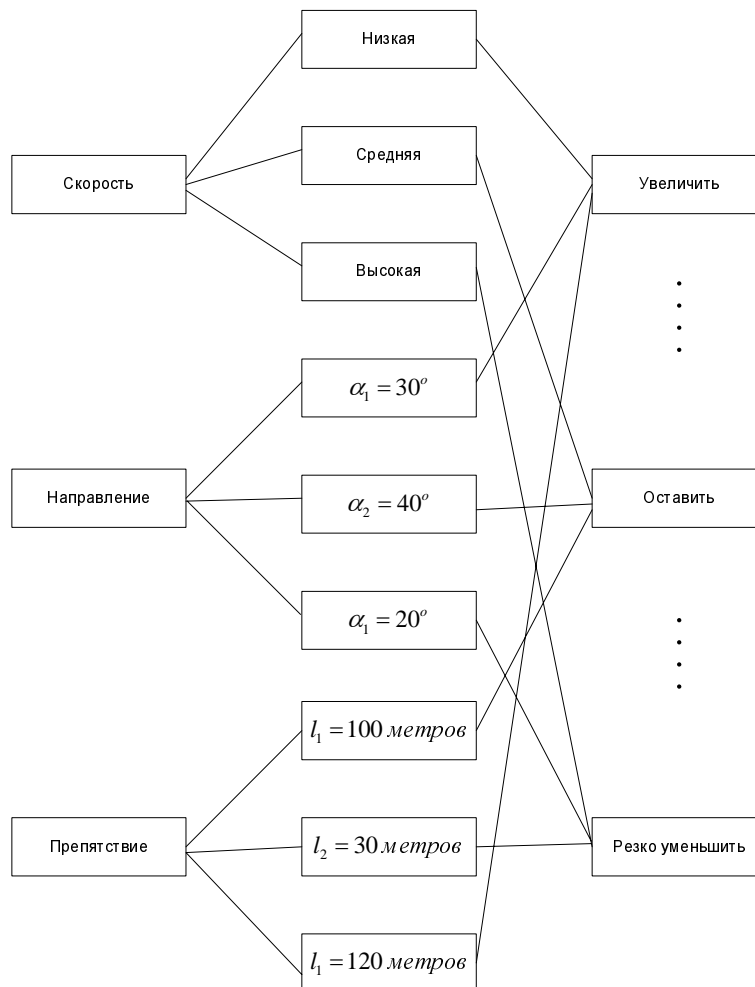 Низкая
Средняя
Скорость
Увеличить
Высокая
α₁ = 30°
Направление
α₂ = 40°
Оставить
α₁ = 20°
l₁ = 100 метров
Препятствие
l₂ = 30 метров
Резко уменьшить
l₁ = 120 метров